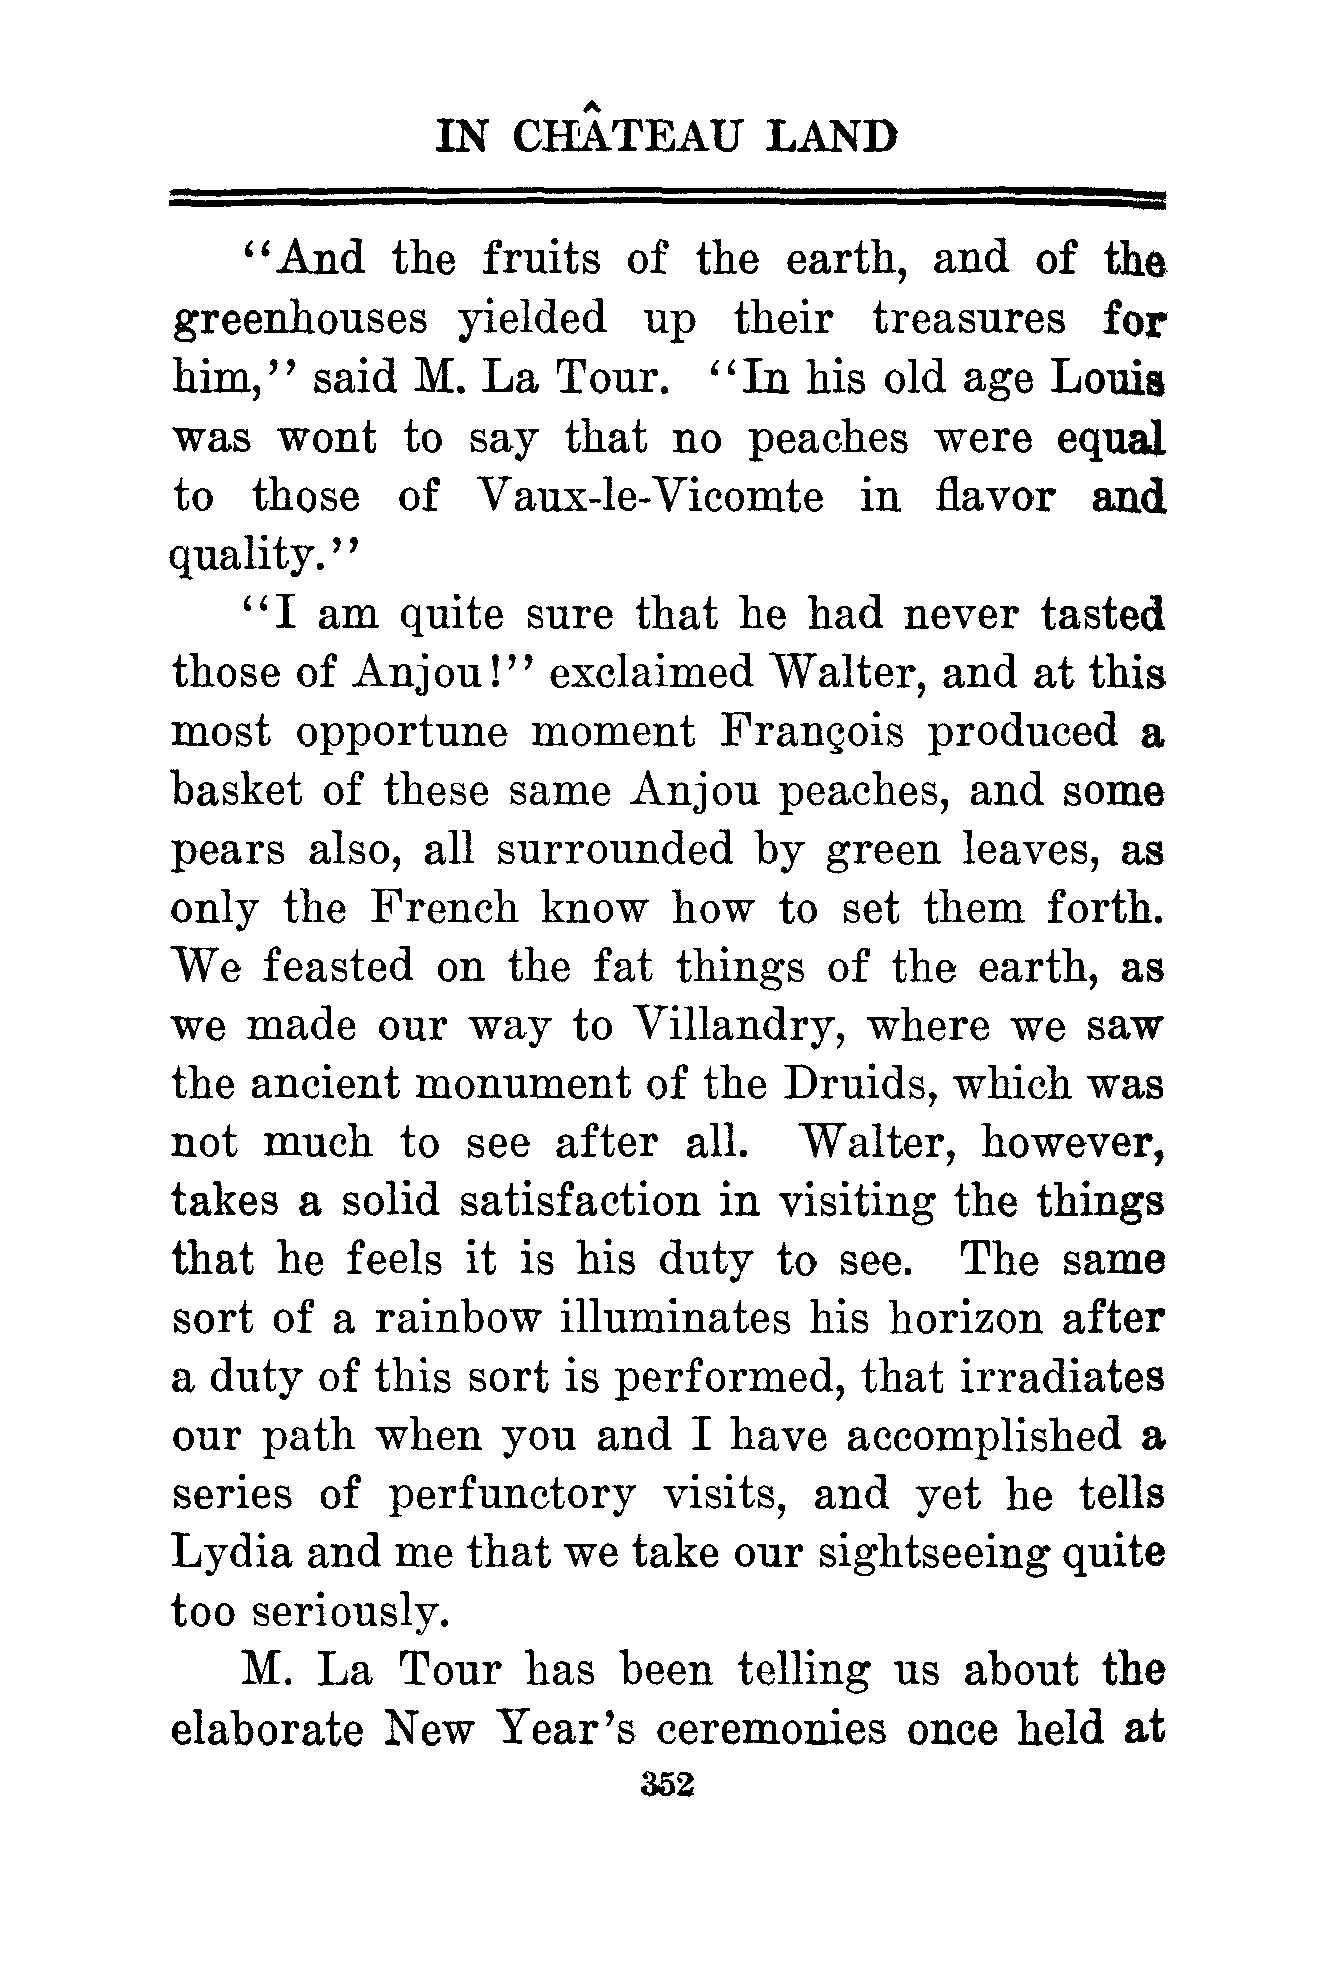 IN CHÂTEAU LAND
"And the fruits of the earth, and of the
greenhouses yielded up their treasures for
him," said M. La Tour. "In his old age Louis
was wont to say that no peaches were equal
to those of Vaux-le-Vicomte in flavor and
quality."
"I am quite sure that he had never tasted
those of Anjou!" exclaimed Walter, and at this
most opportune moment François produced a
basket of these same Anjou peaches, and some
pears also, all surrounded by green leaves, as
only the French know how to set them forth.
We feasted on the fat things of the earth, as
we made our way to Villandry, where we saw
the ancient monument of the Druids, which was
not much to see after all. Walter, however,
takes a solid satisfaction in visiting the things
that he feels it is his duty to see. The same
sort of a rainbow illuminates his horizon after
a duty of this sort is performed, that irradiates
our path when you and I have accomplished a
series of perfunctory visits, and yet he tells
Lydia and me that we take our sightseeing quite
too seriously.
M. La Tour has been telling us about the
elaborate New Year's ceremonies once held at
352